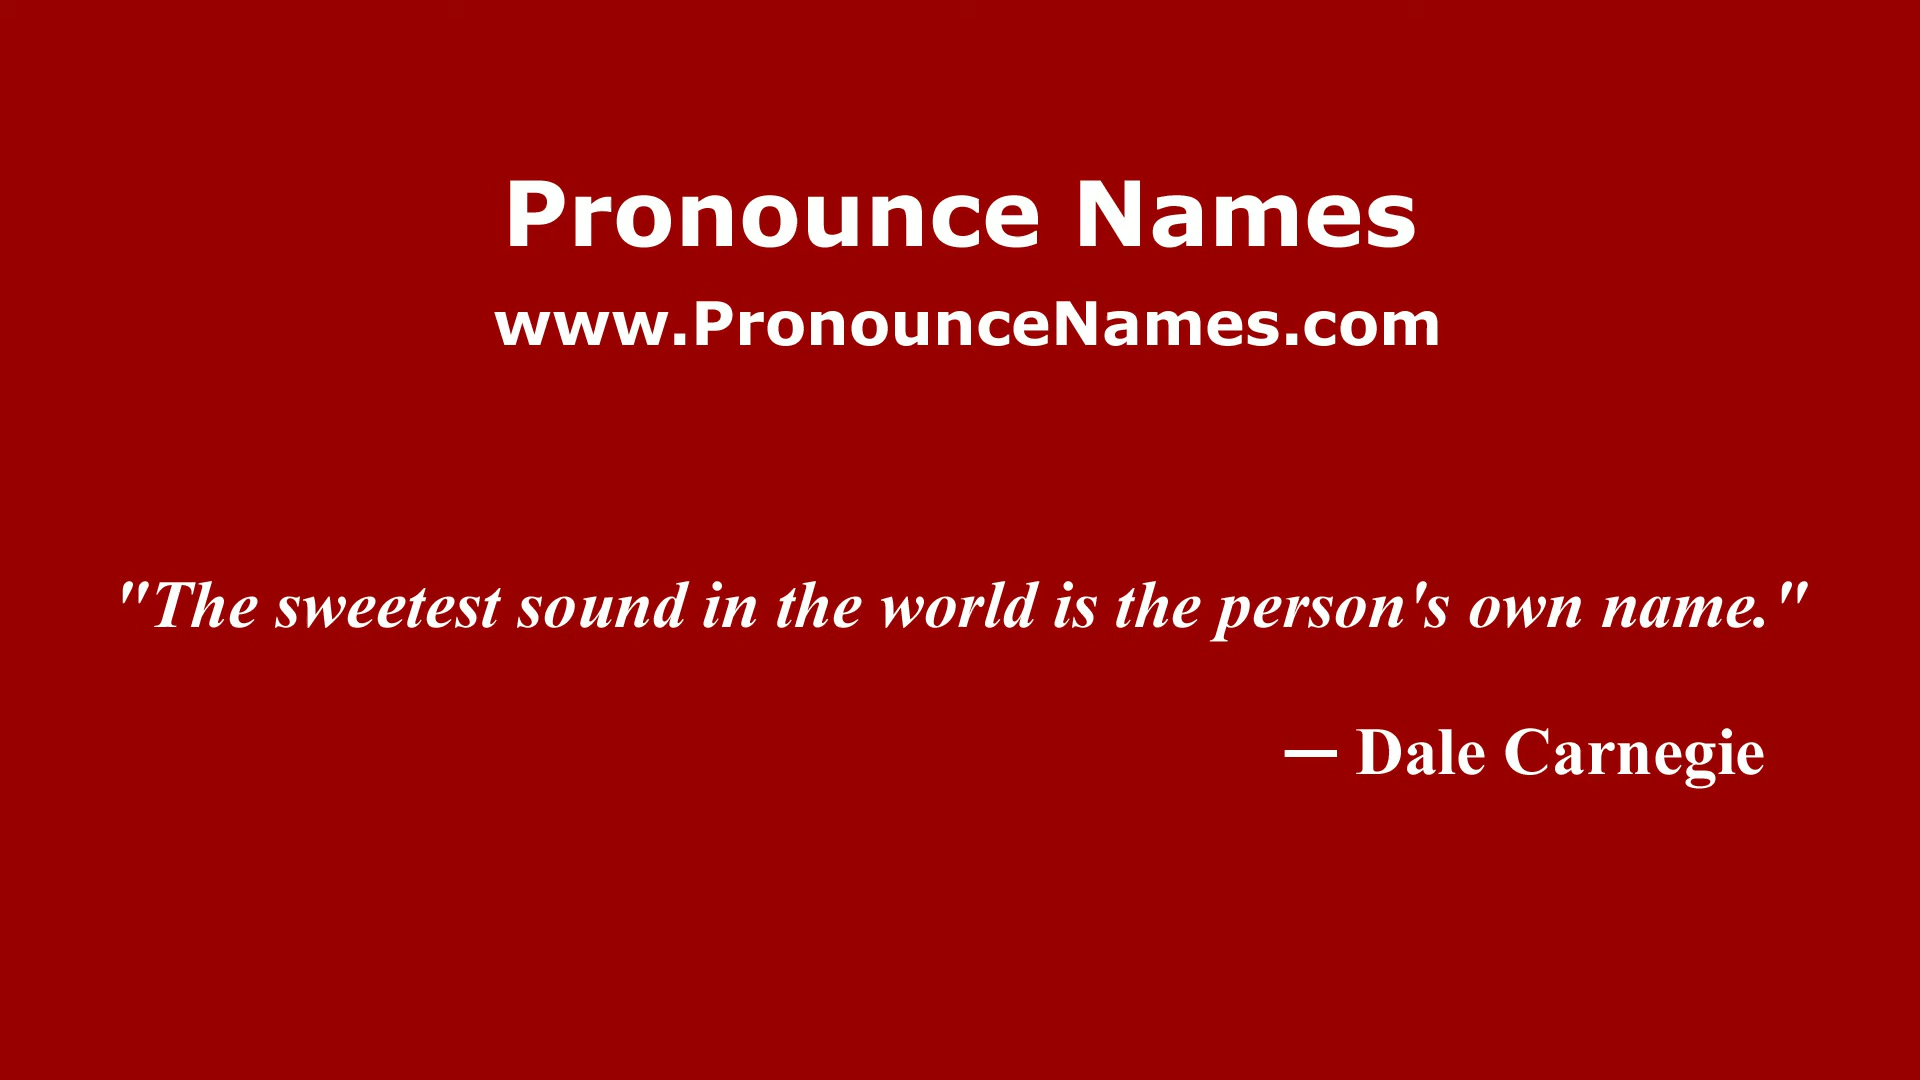 Pronounce Names
www.PronounceNames.com
"The sweetest sound in the world is the person's own name."
— Dale Carnegie